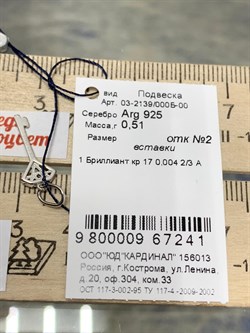 вид Подвеска
Арт. 03-2139/000Б-00
Серебро Arg 925
Масса,г 0,51
Размер отк №2
вставки
1 Бриллиант кр 17 0,004 2/3 А
9 800009 67241
ООО"ЮД"КАРДИНАЛ" 156013
Россия, г.Кострома, ул.Ленина
д.20, оф.304, ком.33
ОСТ 117-3-002-95 ТУ 117-4-2009-2002